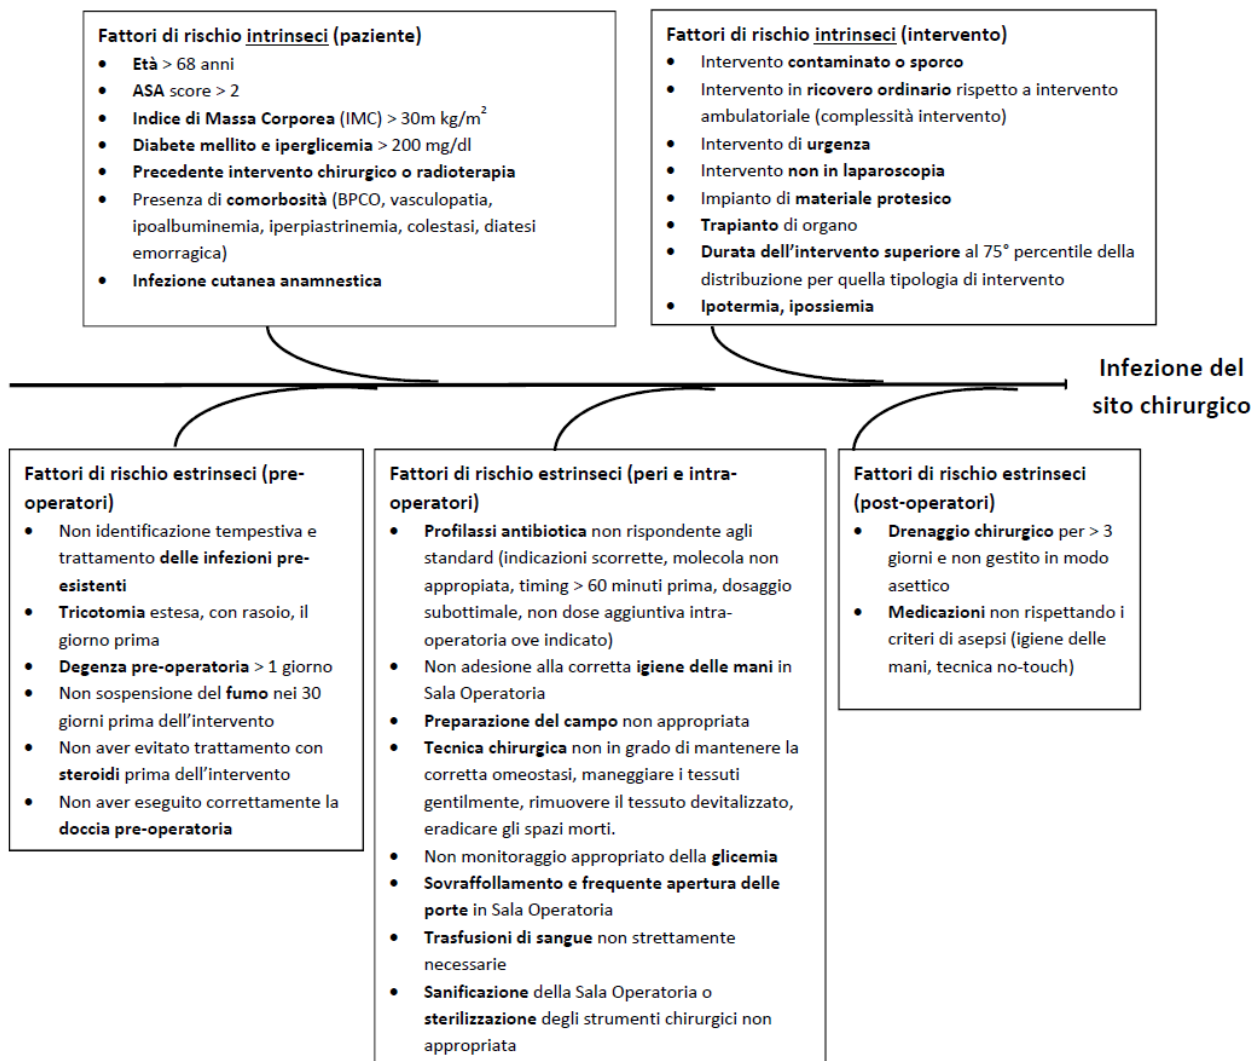 Fattori di rischio intrinseci (paziente)
• Età > 68 anni
• ASA score > 2
• Indice di Massa Corporea (IMC) > 30m kg/m²
• Diabete mellito e iperglicemia > 200 mg/dl
• Precedente intervento chirurgico o radioterapia
• Presenza di comorbosità (BPCO, vasculopatia,
ipoalbuminemia, iperpiastrinemia, colestasi, diatesi
emorragica)
• Infezione cutanea anamnestica
Fattori di rischio intrinseci (intervento)
• Intervento contaminato o sporco
• Intervento in ricovero ordinario rispetto a intervento
ambulatoriale (complessità intervento)
• Intervento di urgenza
• Intervento non in laparoscopia
• Impianto di materiale protesico
• Trapianto di organo
• Durata dell'intervento superiore al 75° percentile della
distribuzione per quella tipologia di intervento
• Ipotermia, ipossiemia
Infezione del
sito chirurgico
Fattori di rischio estrinseci (pre-
operatori)
• Non identificazione tempestiva e
trattamento delle infezioni pre-
esistenti
• Tricotomia estesa, con rasoio, il
giorno prima
• Degenza pre-operatoria > 1 giorno
• Non sospensione del fumo nei 30
giorni prima dell'intervento
• Non aver evitato trattamento con
steroidi prima dell'intervento
• Non aver eseguito correttamente la
doccia pre-operatoria
Fattori di rischio estrinseci (peri e intra-
operatori)
• Profilassi antibiotica non rispondente agli
standard (indicazioni scorrette, molecola non
appropiata, timing > 60 minuti prima, dosaggio
subottimale, non dose aggiuntiva intra-
operatoria ove indicato)
• Non adesione alla corretta igiene delle mani in
Sala Operatoria
• Preparazione del campo non appropriata
• Tecnica chirurgica non in grado di mantenere la
corretta omeostasi, maneggiare i tessuti
gentilmente, rimuovere il tessuto devitalizzato,
eradicare gli spazi morti.
• Non monitoraggio appropriato della glicemia
• Sovraffollamento e frequente apertura delle
porte in Sala Operatoria
• Trasfusioni di sangue non strettamente
necessarie
• Sanificazione della Sala Operatoria o
sterilizzazione degli strumenti chirurgici non
appropriata
Fattori di rischio estrinseci
(post-operatori)
• Drenaggio chirurgico per > 3
giorni e non gestito in modo
asettico
• Medicazioni non rispettando i
criteri di asepsi (igiene delle
mani, tecnica no-touch)